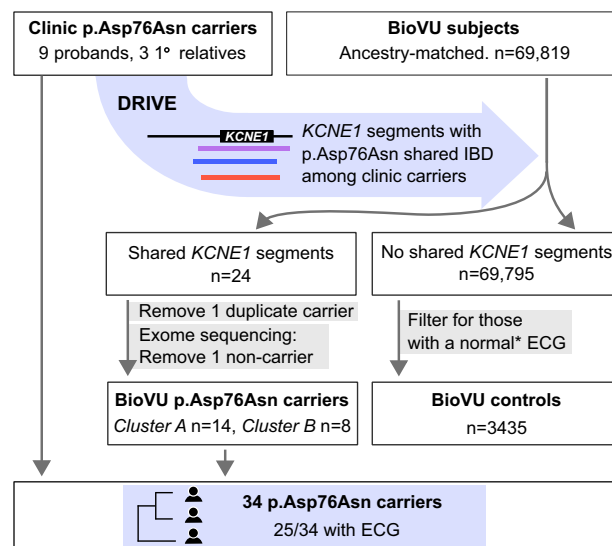 Clinic p.Asp76Asn carriers
9 probands, 3 1° relatives
BioVU subjects
Ancestry-matched. n=69,819
DRIVE
KCNE1
KCNE1 segments with
p.Asp76Asn shared IBD
among clinic carriers
Shared KCNE1 segments
n=24
No shared KCNE1 segments
n=69,795
Remove 1 duplicate carrier
Exome sequencing:
Remove 1 non-carrier
Filter for those
with a normal* ECG
BioVU p.Asp76Asn carriers
Cluster A n=14, Cluster B n=8
BioVU controls
n=3435
34 p.Asp76Asn carriers
25/34 with ECG